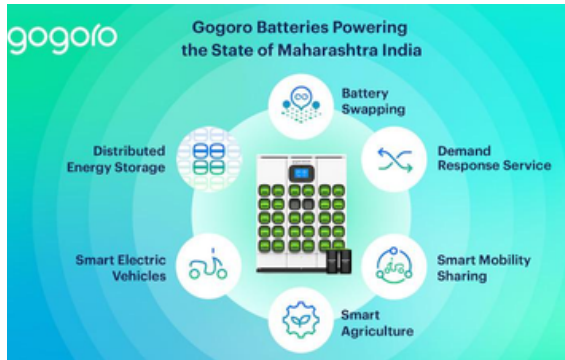 gogoro
Gogoro Batteries Powering
the State of Maharashtra India
Battery
Swapping
Distributed
Energy Storage
Demand
Response Service
Smart Electric
Vehicles
Smart Mobility
Sharing
Smart
Agriculture